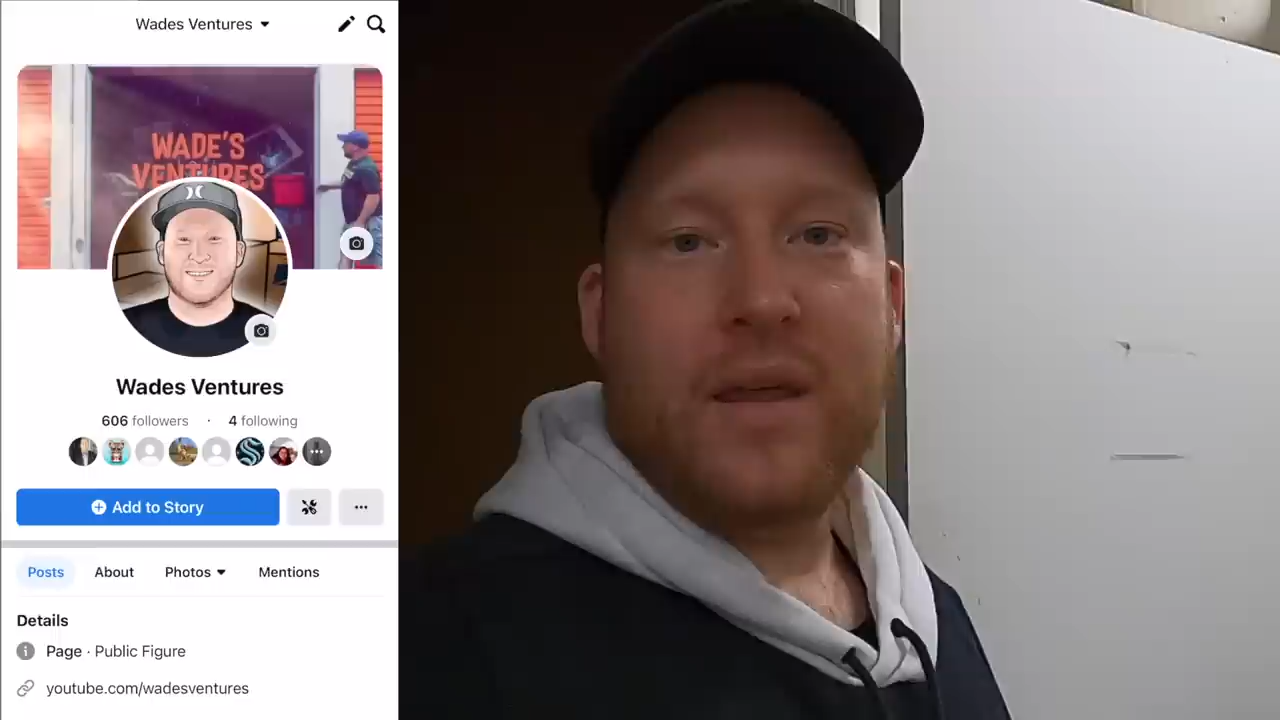 Wades Ventures
WADE'S
VENTURES
Wades Ventures
606 followers · 4 following
Add to Story
Posts About Photos Mentions
Details
Page · Public Figure
youtube.com/wadesventures